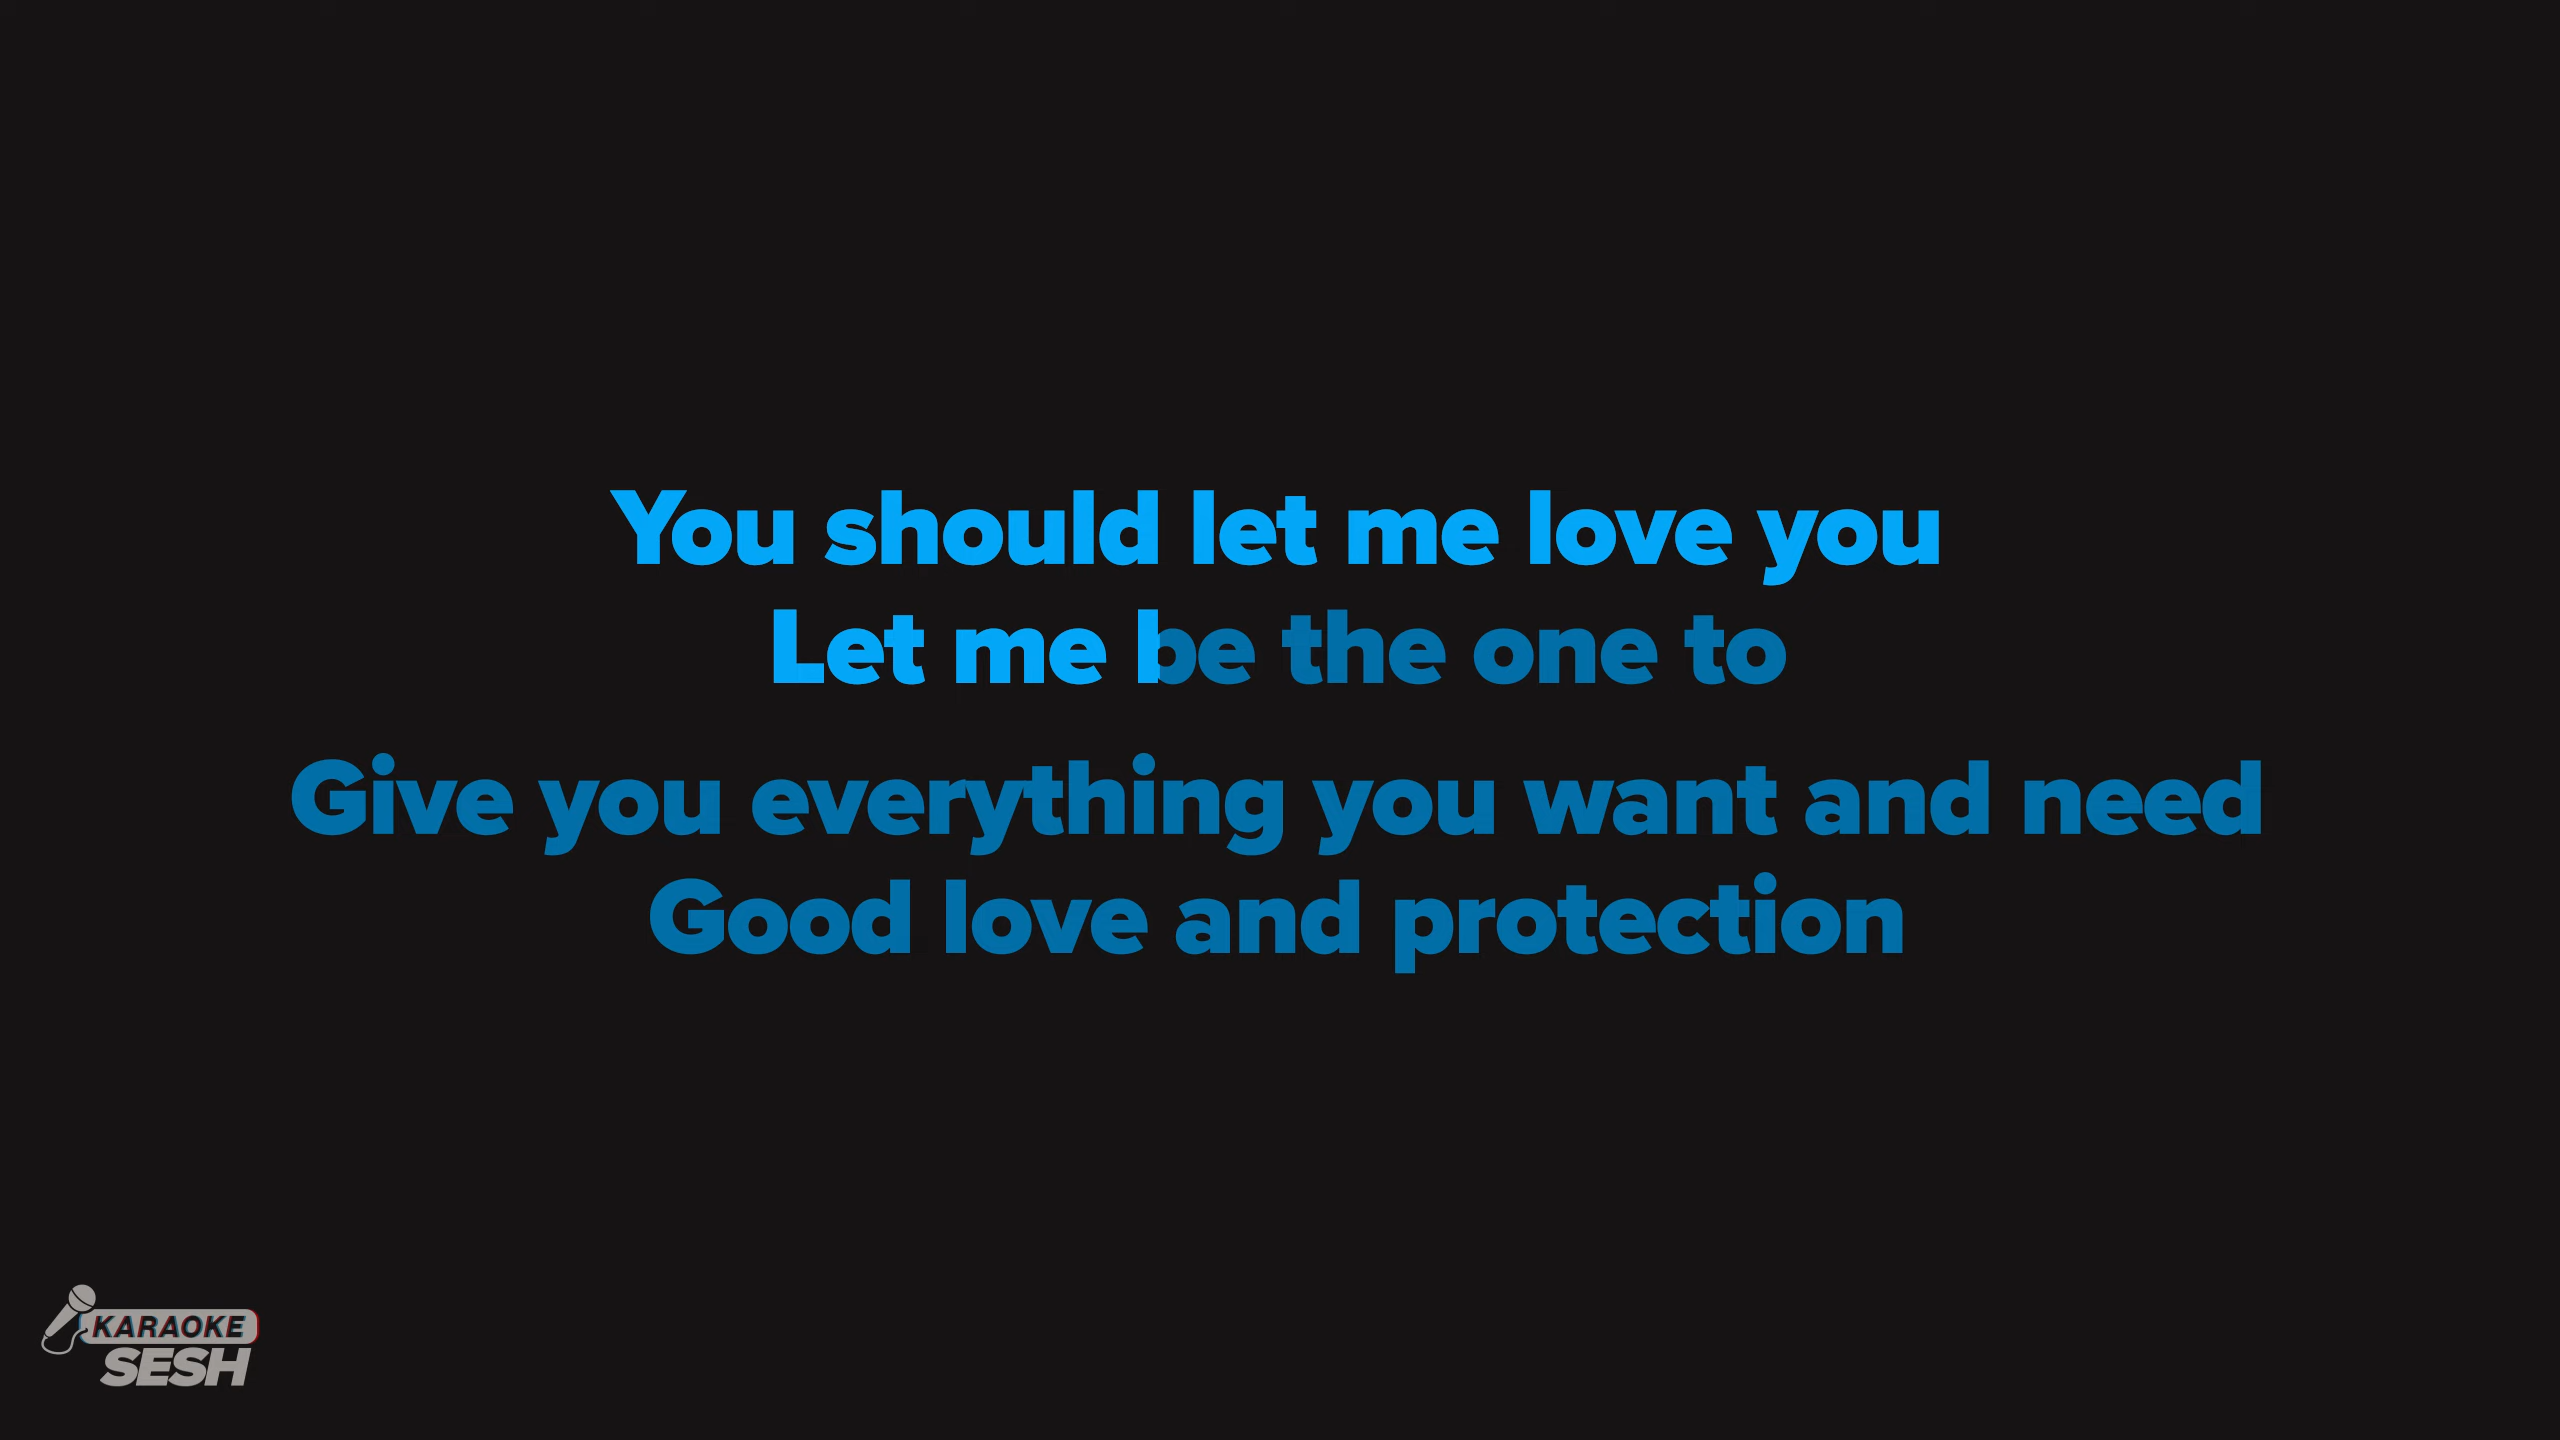 You should let me love you
Let me be the one to
Give you everything you want and need
Good love and protection
KARAOKE
SESH